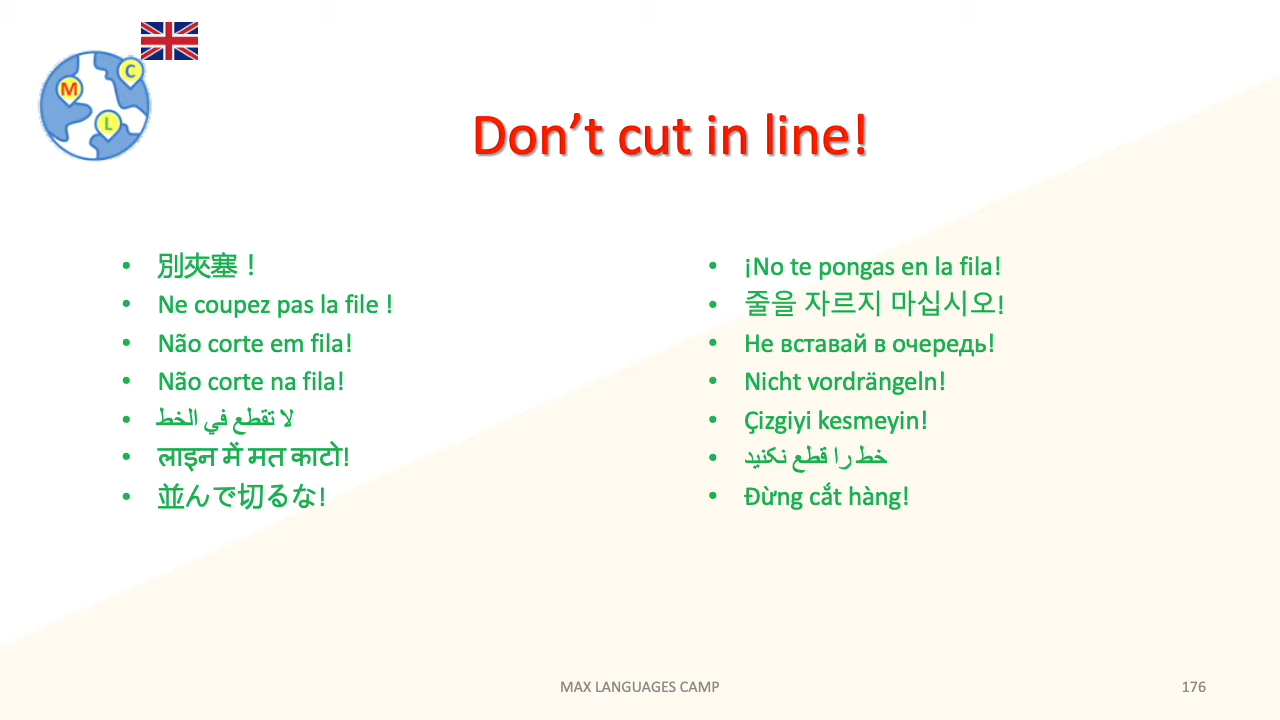 C
M
L
Don’t cut in line!
• 別夾塞！
• Ne coupez pas la file !
• Não corte em fila!
• Não corte na fila!
• لا تقطع في الخط
• लाइन में मत काटो!
• 並んで切るな!
• ¡No te pongas en la fila!
• 줄을 자르지 마십시오!
• Не вставай в очередь!
• Nicht vordrängeln!
• Çizgiyi kesmeyin!
• خط را قطع نکنید
• Đừng cắt hàng!
MAX LANGUAGES CAMP
176